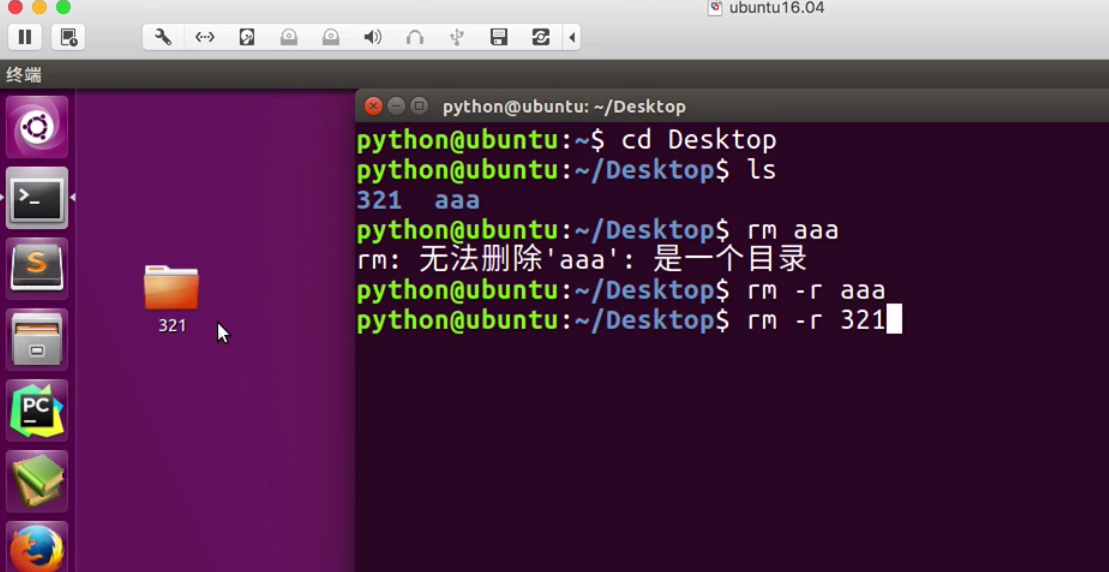 ubuntu16.04
终端
python@ubuntu: ~/Desktop
python@ubuntu:~$ cd Desktop
python@ubuntu:~/Desktop$ ls
321  aaa
python@ubuntu:~/Desktop$ rm aaa
rm: 无法删除'aaa': 是一个目录
python@ubuntu:~/Desktop$ rm -r aaa
python@ubuntu:~/Desktop$ rm -r 321
321
S
PC